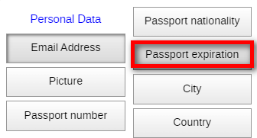 Personal Data
Email Address
Picture
Passport number
Passport nationality
Passport expiration
City
Country